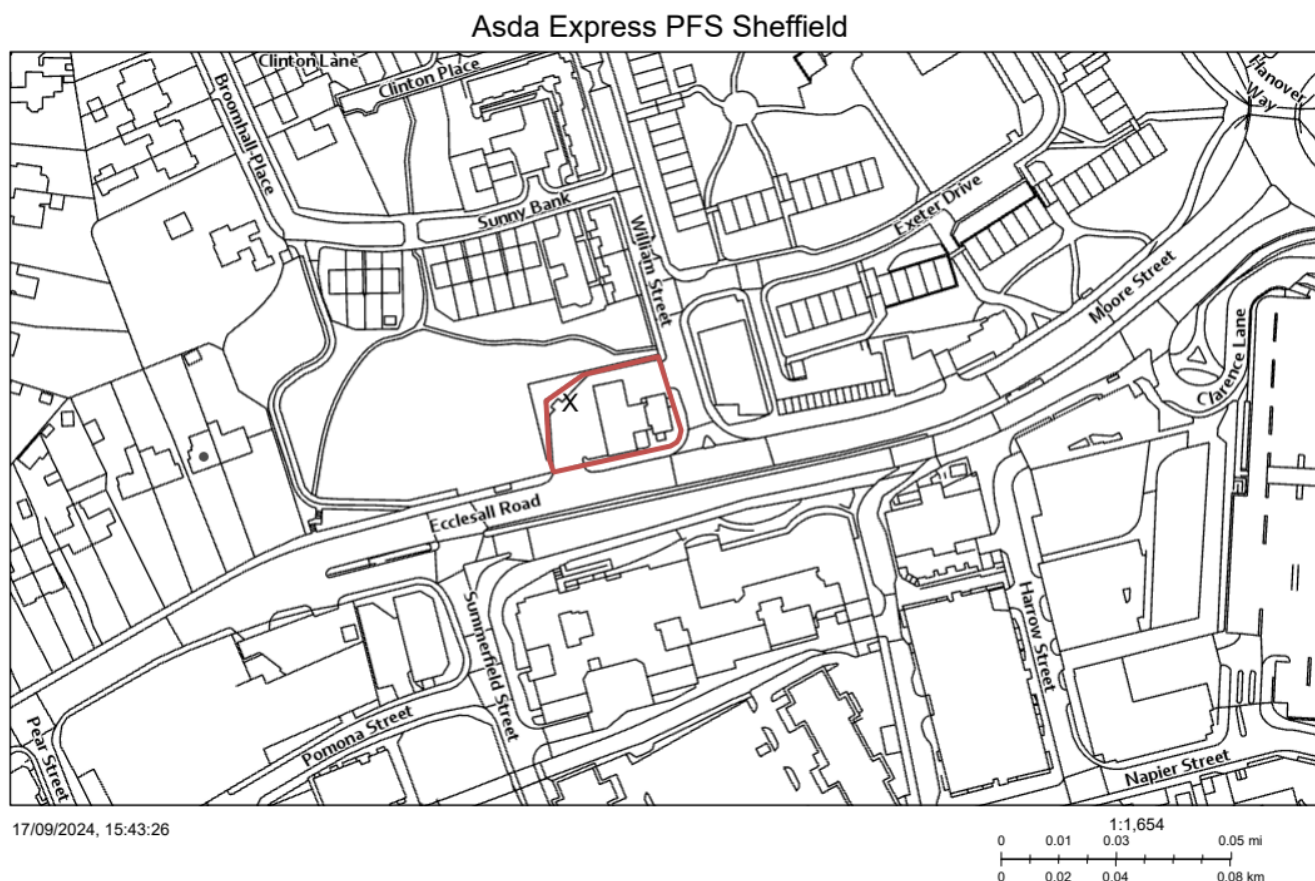 Asda Express PFS Sheffield
Clinton Lane
Clinton Place
Hanover
Way
Broomhall-Place
Sunny Bank
William Street
Exeter Drive
Moore Street
Clarence Lane
X
Ecclesall Road
Summerfield Street
Harrow Street
Pear Street
Pomona Street
Napier Street
17/09/2024, 15:43:26
1:1,654
0 0.01 0.03 0.05 mi
0 0.02 0.04 0.08 km